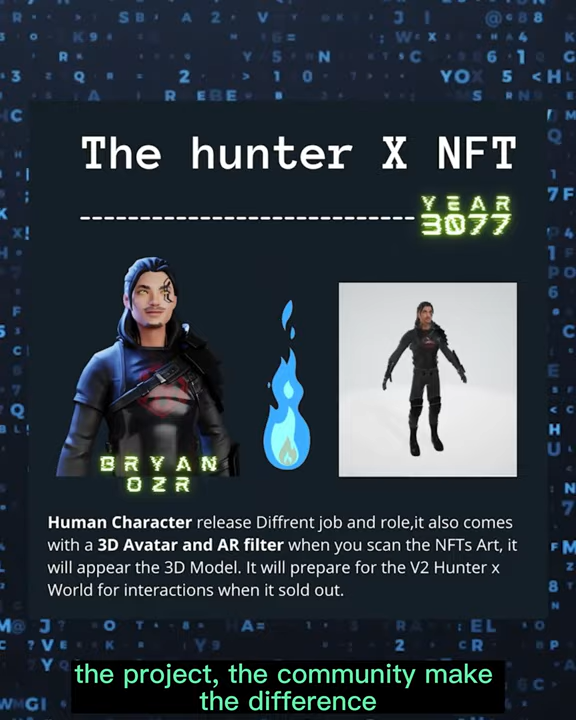 The hunter X NFT
YEAR
3077
BRYAN
OZR
Human Character release Diffrent job and role,it also comes
with a 3D Avatar and AR filter when you scan the NFTs Art, it
will appear the 3D Model. It will prepare for the V2 Hunter x
World for interactions when it sold out.
the project, the community make
the difference